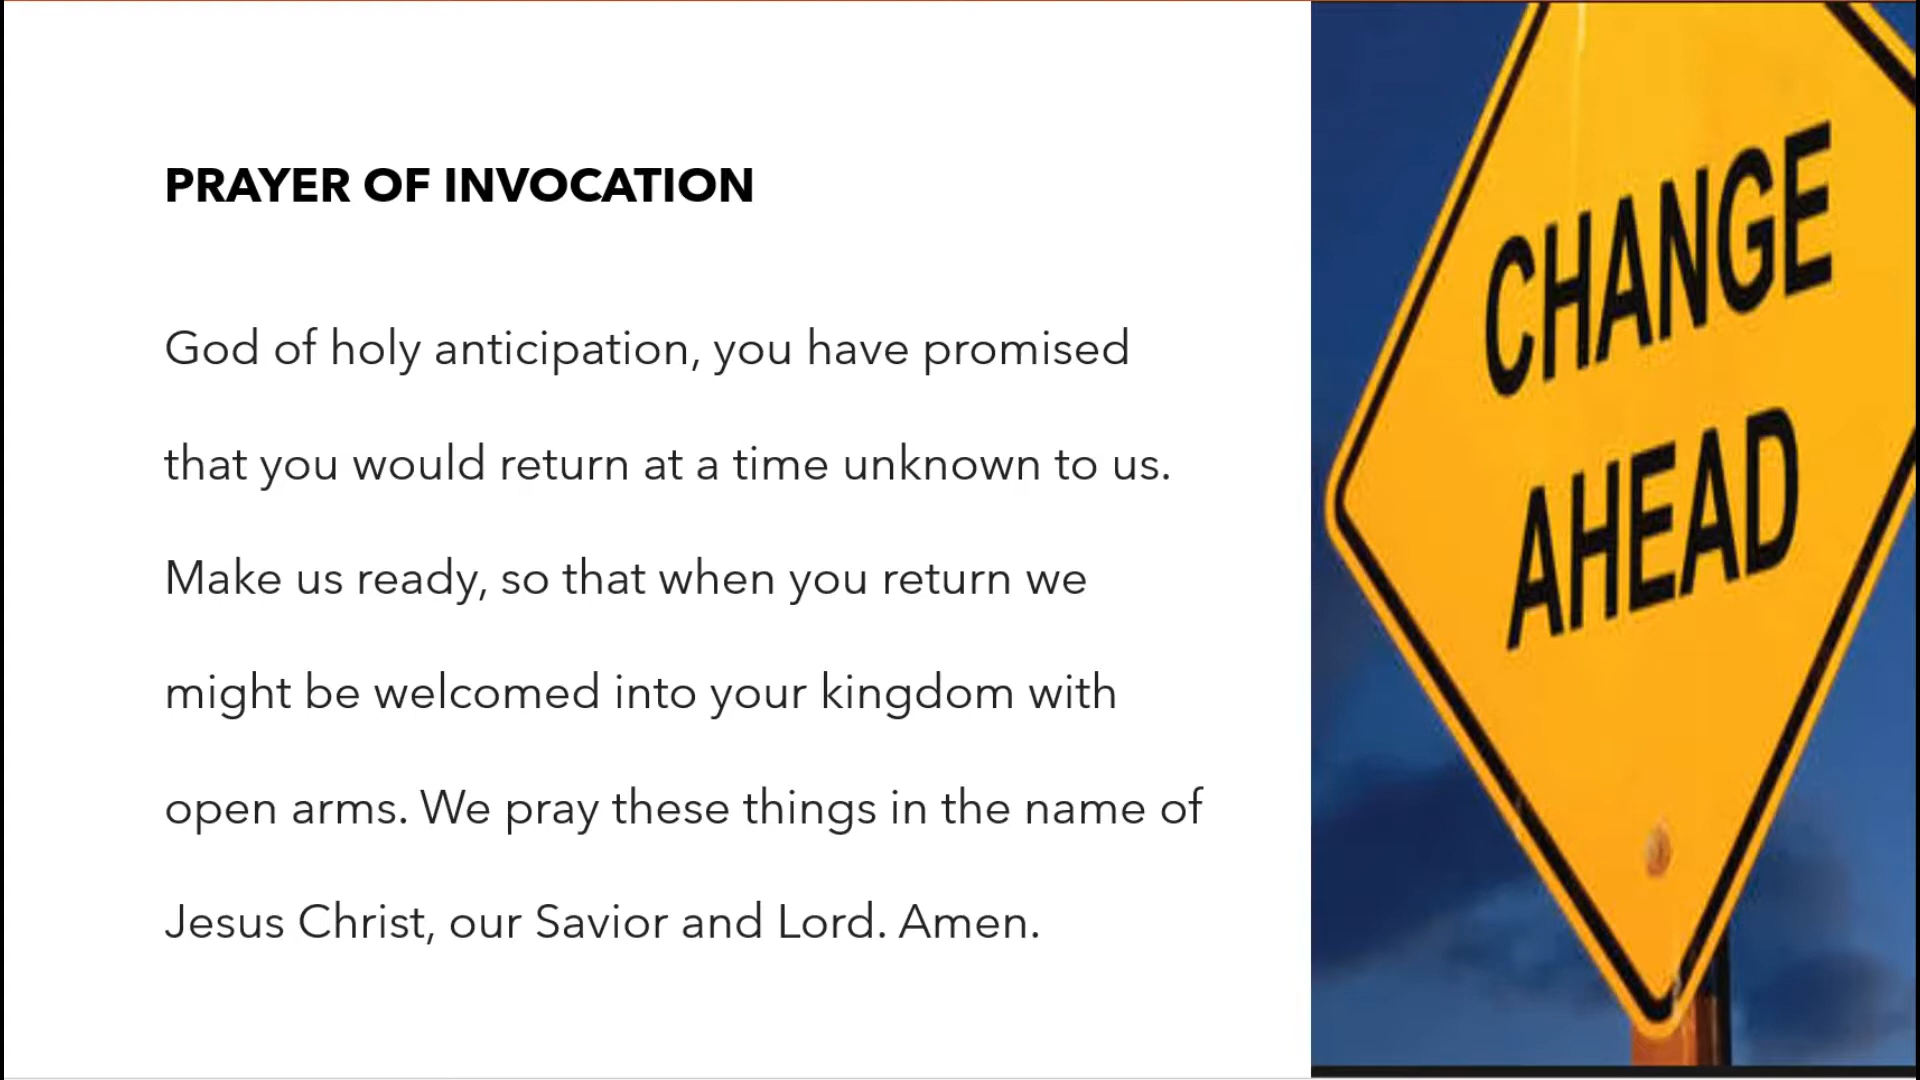 PRAYER OF INVOCATION
God of holy anticipation, you have promised
that you would return at a time unknown to us.
Make us ready, so that when you return we
might be welcomed into your kingdom with
open arms. We pray these things in the name of
Jesus Christ, our Savior and Lord. Amen.
CHANGE
AHEAD